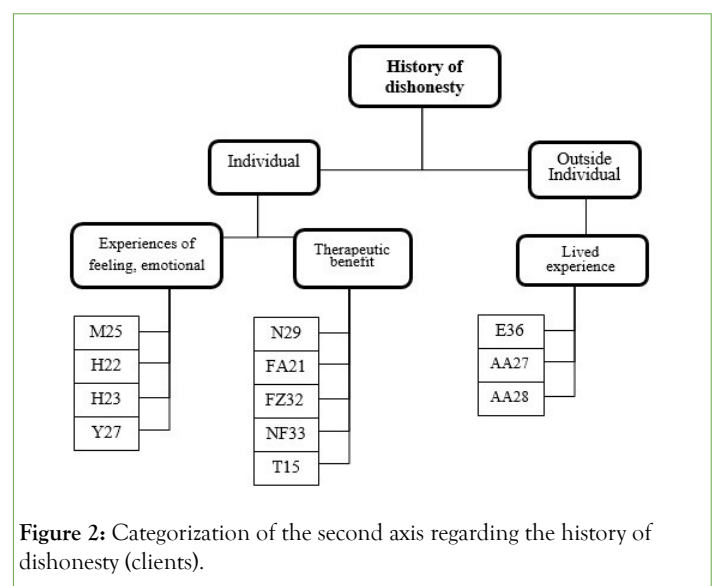 History of
dishonesty
Individual
Outside
Individual
Experiences of
feeling, emotional
Therapeutic
benefit
Lived
experience
M25
H22
H23
Y27
N29
FA21
FZ32
NF33
T15
E36
AA27
AA28
Figure 2: Categorization of the second axis regarding the history of
dishonesty (clients).